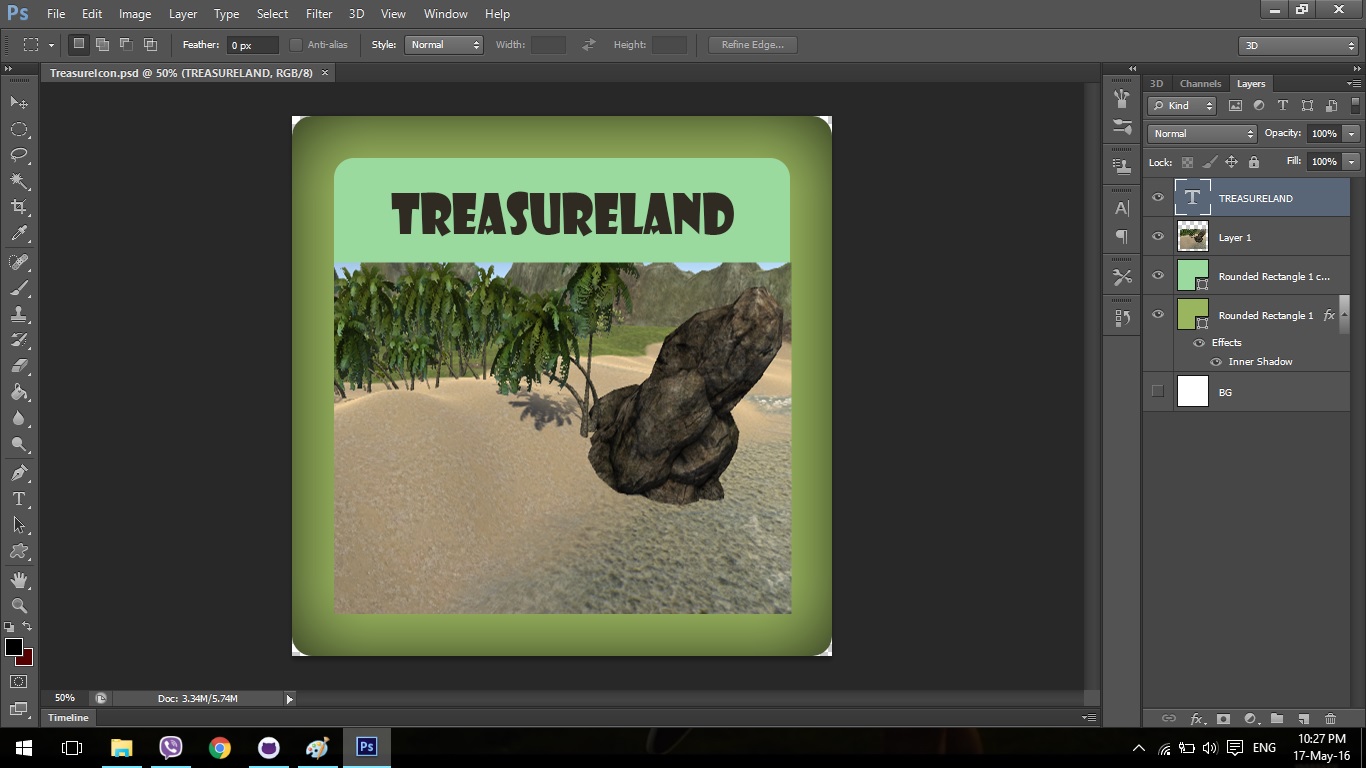 Ps File Edit Image Layer Type Select Filter 3D View Window Help
Feather: 0 px Anti-alias Style: Normal Width: Height: Refine Edge... 3D
TreasureIcon.psd @ 50% (TREASURELAND, RGB/8) ×
3D Channels Layers
Kind
Normal Opacity: 100%
Lock: Fill: 100%
TREASURELAND
Layer 1
Rounded Rectangle 1 c...
Rounded Rectangle 1 fx
Effects
Inner Shadow
BG
TREASURELAND
50% Doc: 3.34M/5.74M
Timeline
fx
Ps
ENG
10:27 PM
17-May-16